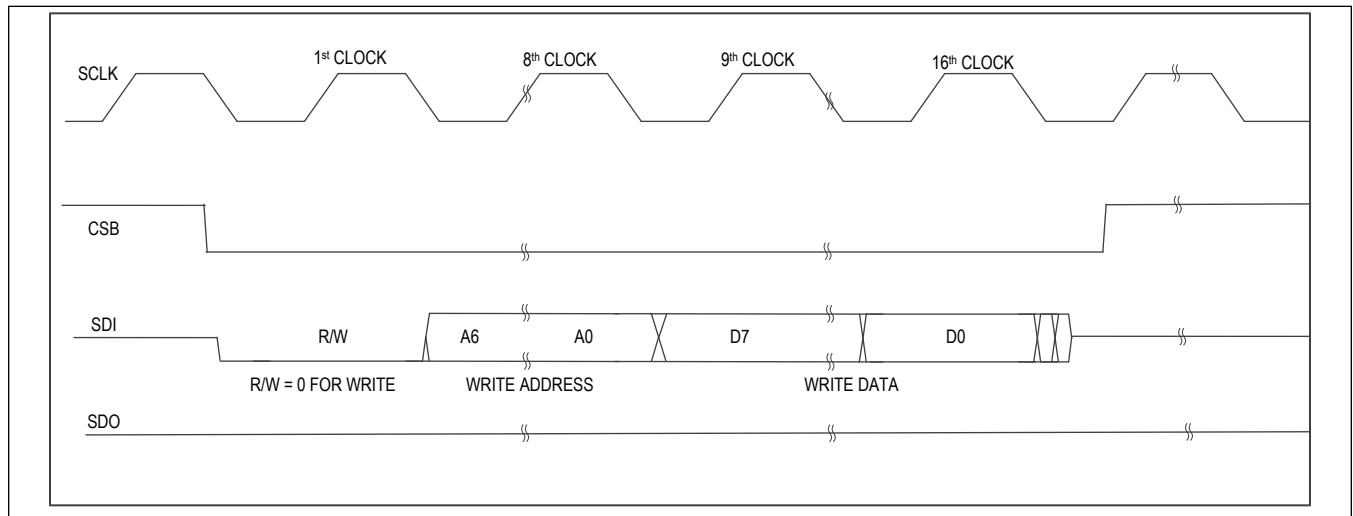 1st CLOCK 8th CLOCK 9th CLOCK 16th CLOCK
SCLK
CSB
SDI R/W A6 A0 D7 D0
R/W = 0 FOR WRITE WRITE ADDRESS WRITE DATA
SDO